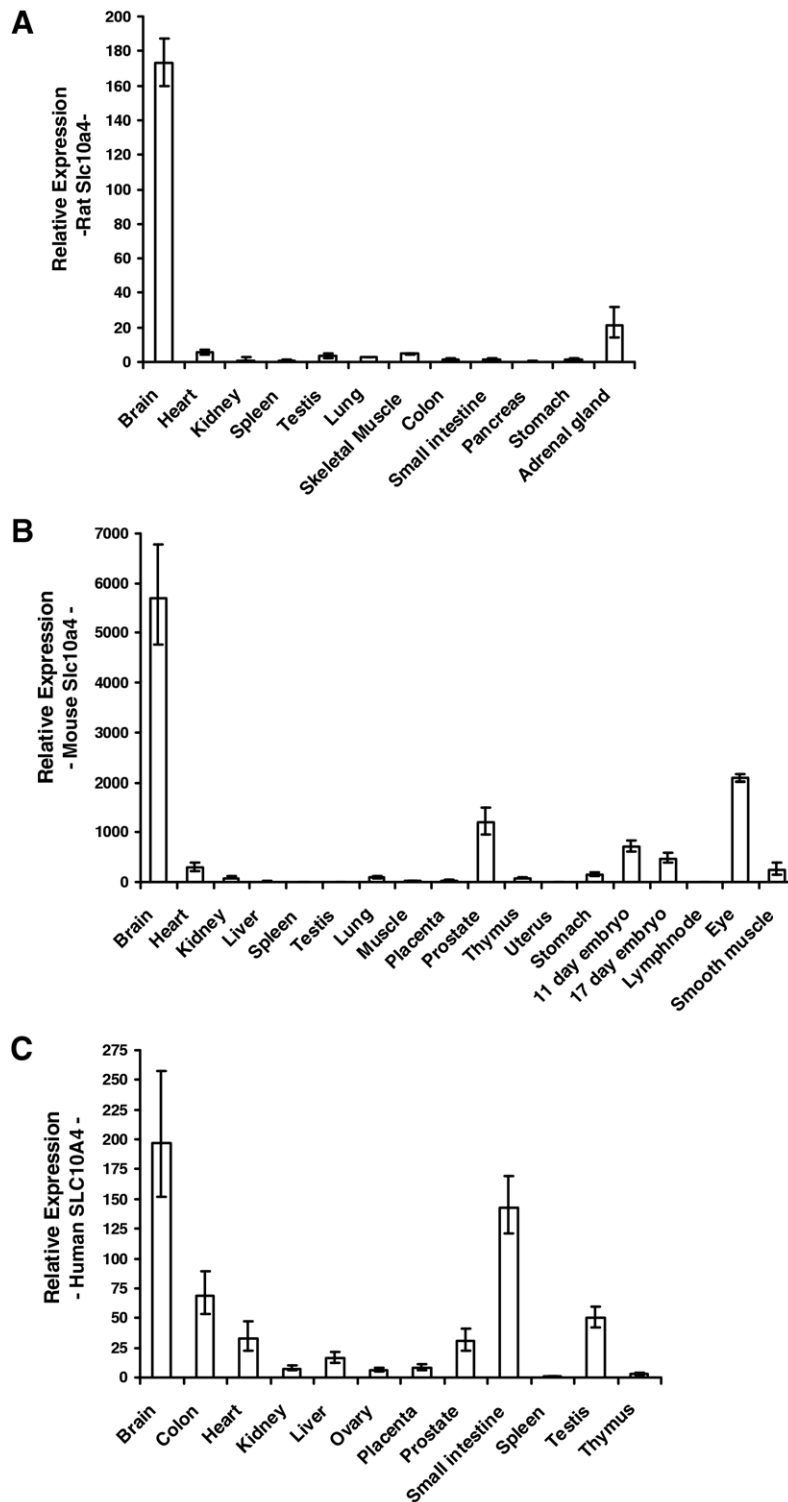 A
Relative Expression
-Rat Slc10a4-
200
180
160
140
120
100
80
60
40
20
0
Brain
Heart
Kidney
Spleen
Testis
Lung
Skeletal Muscle
Colon
Small intestine
Pancreas
Stomach
Adrenal gland
B
Relative Expression
- Mouse Slc10a4 -
7000
6000
5000
4000
3000
2000
1000
0
Brain
Heart
Kidney
Liver
Spleen
Testis
Lung
Muscle
Placenta
Prostate
Thymus
Uterus
Stomach
11 day embryo
17 day embryo
Lymphnode
Eye
Smooth muscle
C
Relative Expression
- Human SLC10A4 -
275
250
225
200
175
150
125
100
75
50
25
0
Brain
Colon
Heart
Kidney
Liver
Ovary
Placenta
Prostate
Small intestine
Spleen
Testis
Thymus